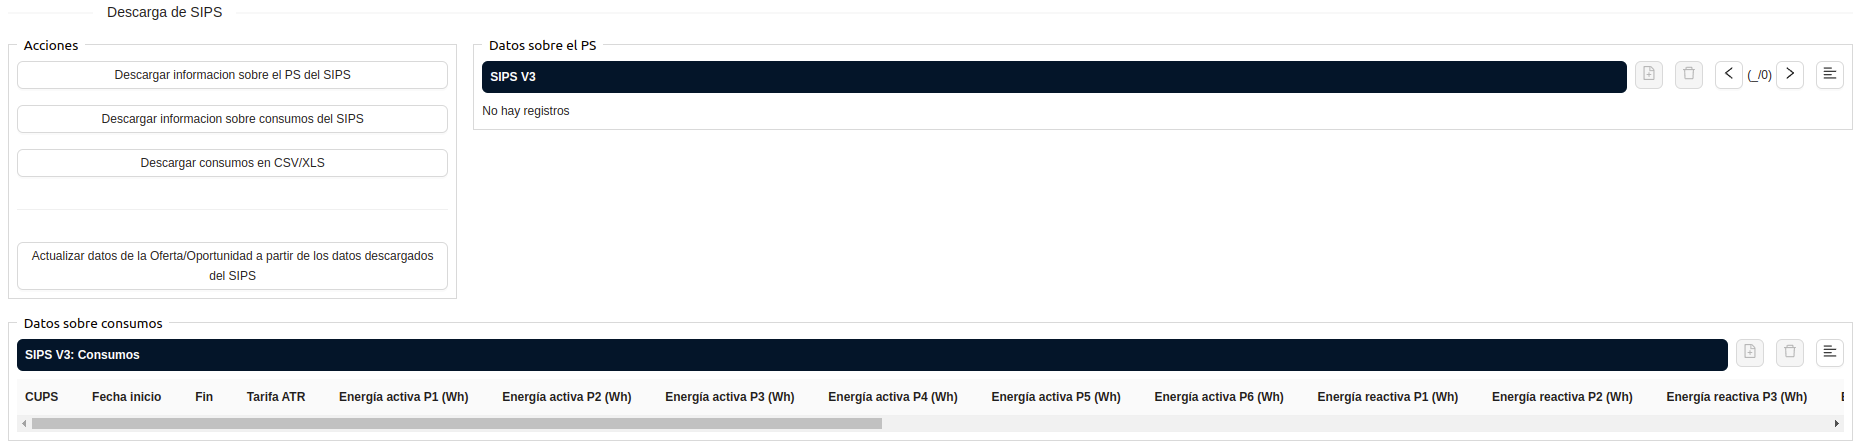 Descarga de SIPS
Acciones
Descargar informacion sobre el PS del SIPS
Descargar informacion sobre consumos del SIPS
Descargar consumos en CSV/XLS
Actualizar datos de la Oferta/Oportunidad a partir de los datos descargados
del SIPS
Datos sobre el PS
SIPS V3
(_/0)
No hay registros
Datos sobre consumos
SIPS V3: Consumos
CUPS Fecha inicio Fin Tarifa ATR Energía activa P1 (Wh) Energía activa P2 (Wh) Energía activa P3 (Wh) Energía activa P4 (Wh) Energía activa P5 (Wh) Energía activa P6 (Wh) Energía reactiva P1 (Wh) Energía reactiva P2 (Wh) Energía reactiva P3 (Wh)